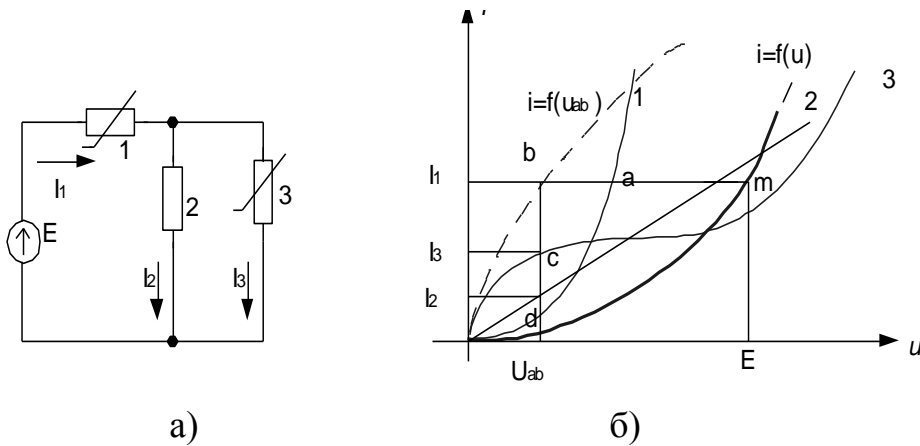 1
I₁
2
3
E
I₂
I₃
а)
i=f(u)
3
2
1
i=f(uab)
b
I₁
a
m
I₃
c
I₂
d
u
Uab
E
б)